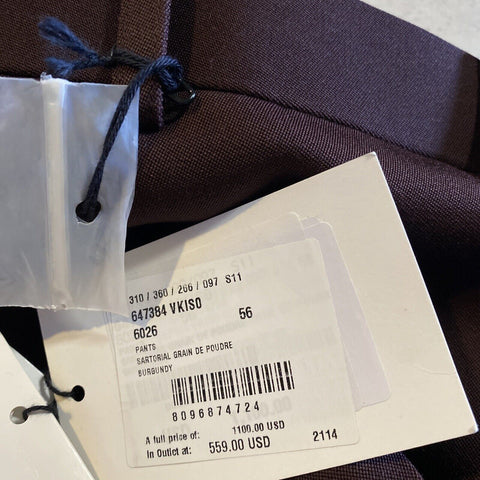 310 / 360 / 266 / 097 S11
647384 VKIS0
6026 56
PANTS
SARTORIAL GRAIN DE POUDRE
BURGUNDY
8096874724
A full price of: 1100.00 USD
In Outlet at: 559.00 USD 2114